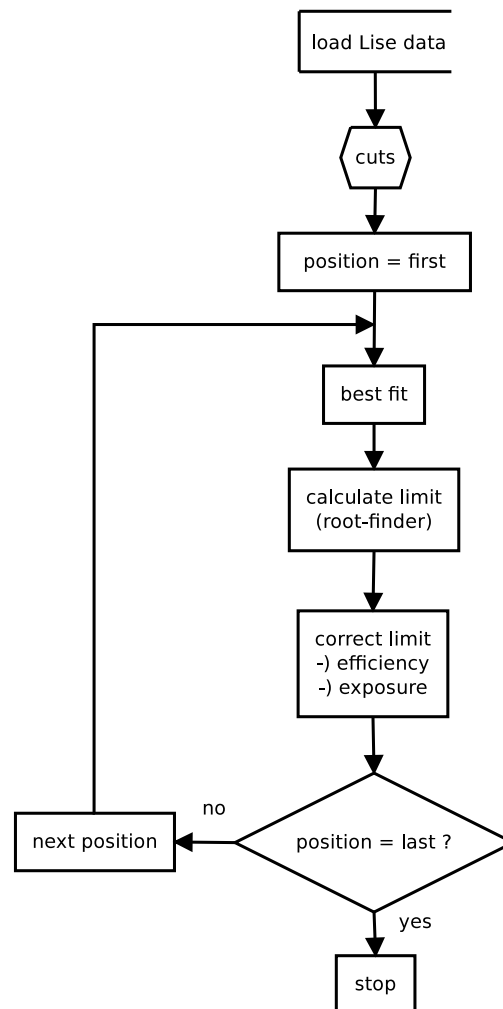 load Lise data
cuts
position = first
best fit
calculate limit
(root-finder)
correct limit
-) efficiency
-) exposure
position = last ?
no
next position
yes
stop